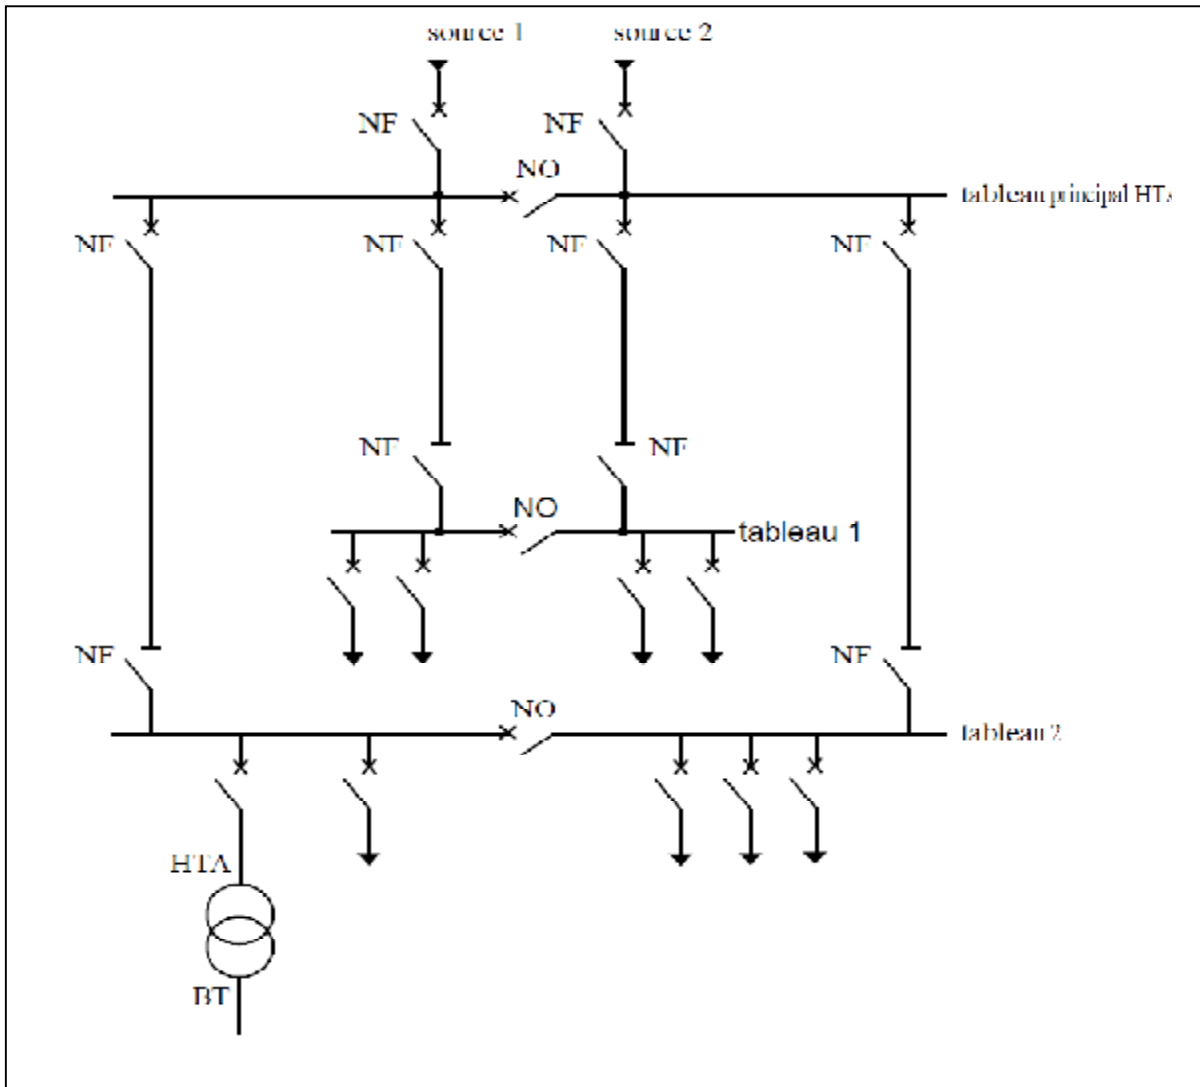 source 1
source 2
NF
NF
NO
tableau principal HTA
NF
NF
NF
NF
NF
NF
NO
tableau 1
NF
NF
NO
tableau 2
HTA
BT